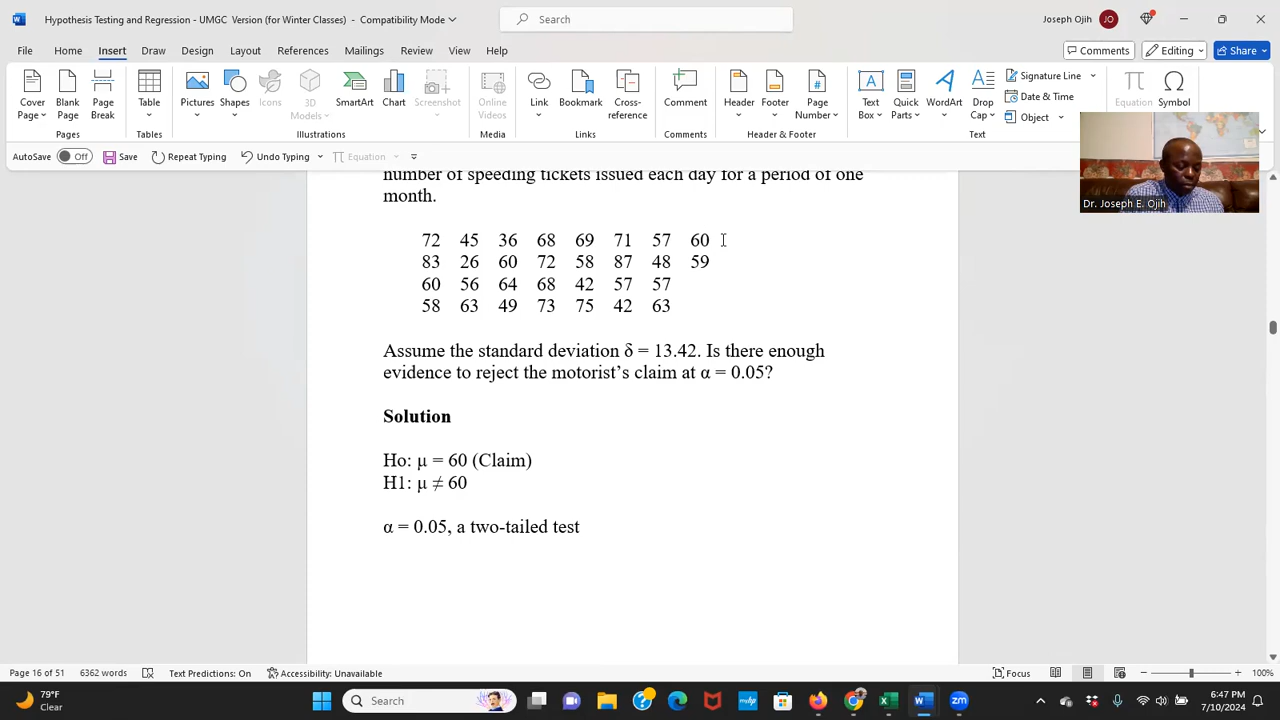 Hypothesis Testing and Regression - UMGC Version (for Winter Classes) - Compatibility Mode
Search
Joseph Ojih
JO
File Home Insert Draw Design Layout References Mailings Review View Help
Comments
Editing
Share
Cover Page
Blank Page
Page Break
Table
Pictures
Shapes
Icons
3D Models
SmartArt
Chart
Screenshot
Online Videos
Link
Bookmark
Cross-reference
Comment
Header
Footer
Page Number
Text Box
Quick Parts
WordArt
Drop Cap
Signature Line
Date & Time
Object
Equation
Symbol
Pages
Tables
Illustrations
Media
Links
Comments
Header & Footer
Text
AutoSave Off Save Repeat Typing Undo Typing Equation
Dr. Joseph E. Ojih
number of speeding tickets issued each day for a period of one
month.
72 45 36 68 69 71 57 60
83 26 60 72 58 87 48 59
60 56 64 68 42 57 57
58 63 49 73 75 42 63
Assume the standard deviation δ = 13.42. Is there enough
evidence to reject the motorist’s claim at α = 0.05?
Solution
Ho: μ = 60 (Claim)
H1: μ ≠ 60
α = 0.05, a two-tailed test
Page 16 of 51 6362 words Text Predictions: On Accessibility: Unavailable Focus 100%
79°F
Clear
Search
6:47 PM
7/10/2024